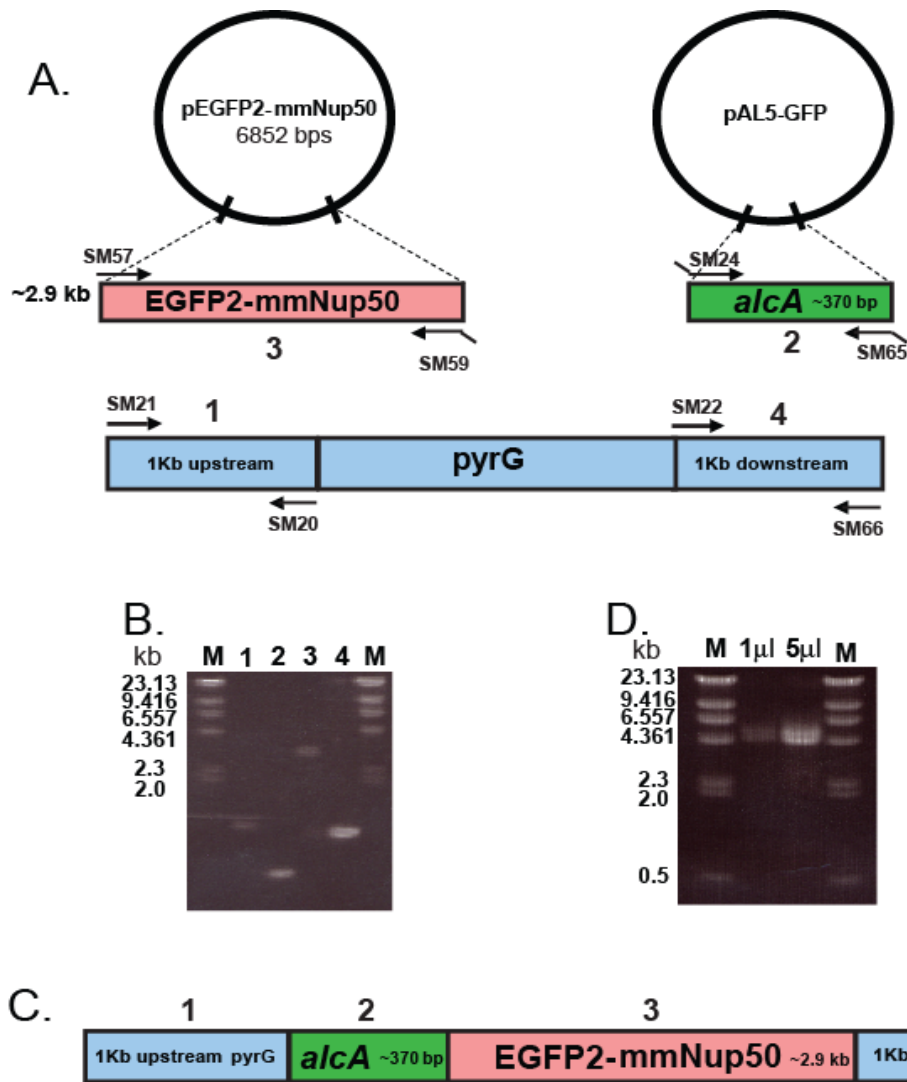 A.
pEGFP2-mmNup50
6852 bps
pAL5-GFP
SM57
~2.9 kb
EGFP2-mmNup50
3
SM59
SM24
alcA ~370 bp
2
SM65
SM21
1
SM22
4
1Kb upstream
pyrG
1Kb downstream
SM20
SM66
B.
kb
M 1 2 3 4 M
23.13
9.416
6.557
4.361
2.3
2.0
D.
kb
M 1µl 5µl M
23.13
9.416
6.557
4.361
2.3
2.0
0.5
C.
1
2
3
1Kb upstream pyrG
alcA ~370 bp
EGFP2-mmNup50 ~2.9 kb
1Kb